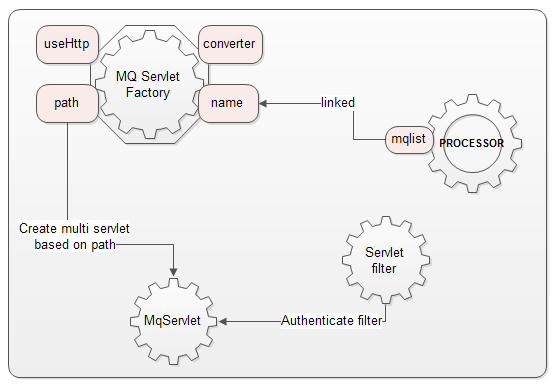 useHttp
converter
MQ Servlet
Factory
path
name
linked
mqlist
PROCESSOR
Create multi servlet
based on path
Servlet
filter
MqServlet
Authenticate filter